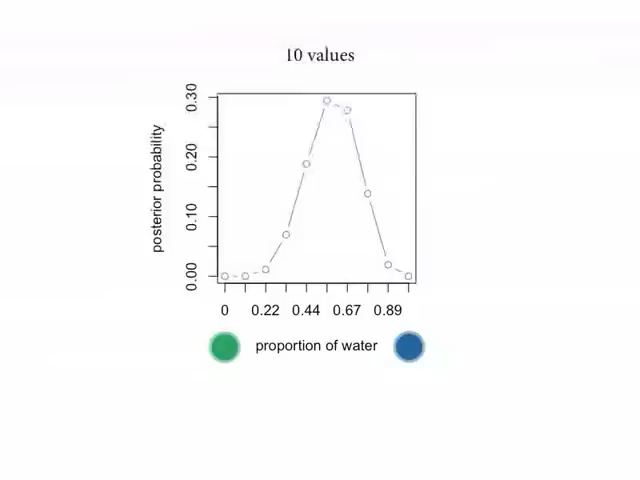 10 values
0.30
0.20
0.10
0.00
posterior probability
0 0.22 0.44 0.67 0.89
proportion of water